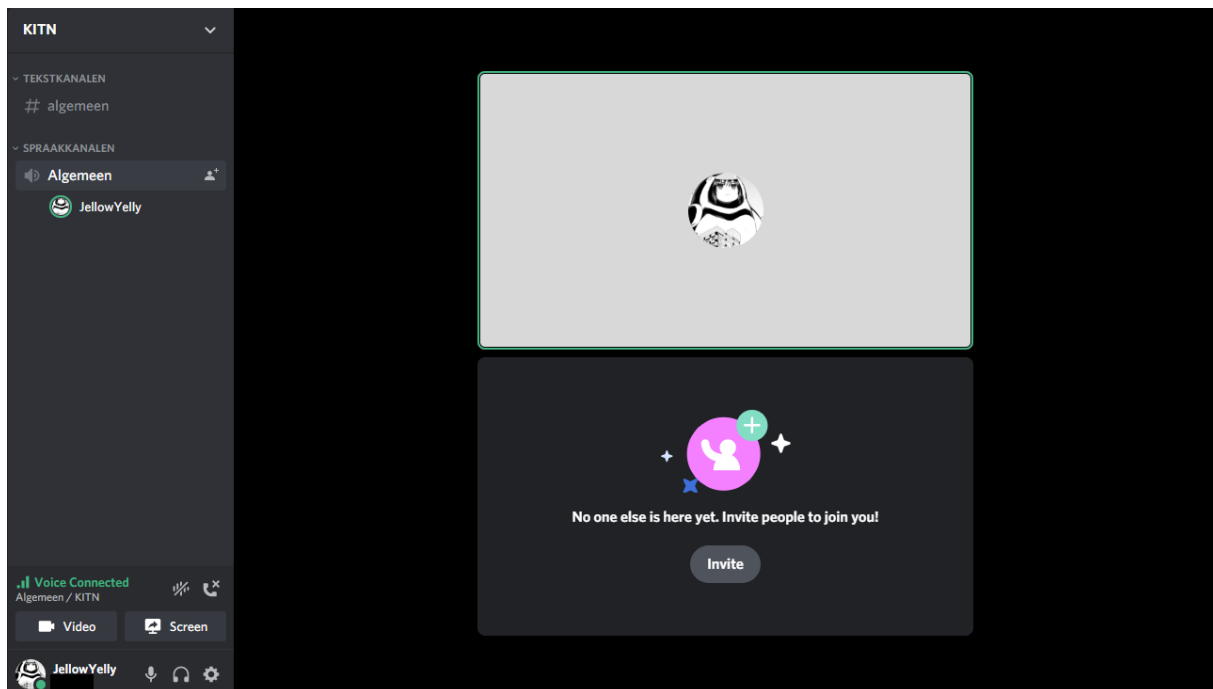 KITN
TEKSTKANALEN
algemeen
SPRAAKKANALEN
Algemeen
JellowYelly
No one else is here yet. Invite people to join you!
Invite
Voice Connected
Algemeen / KITN
Video Screen
JellowYelly